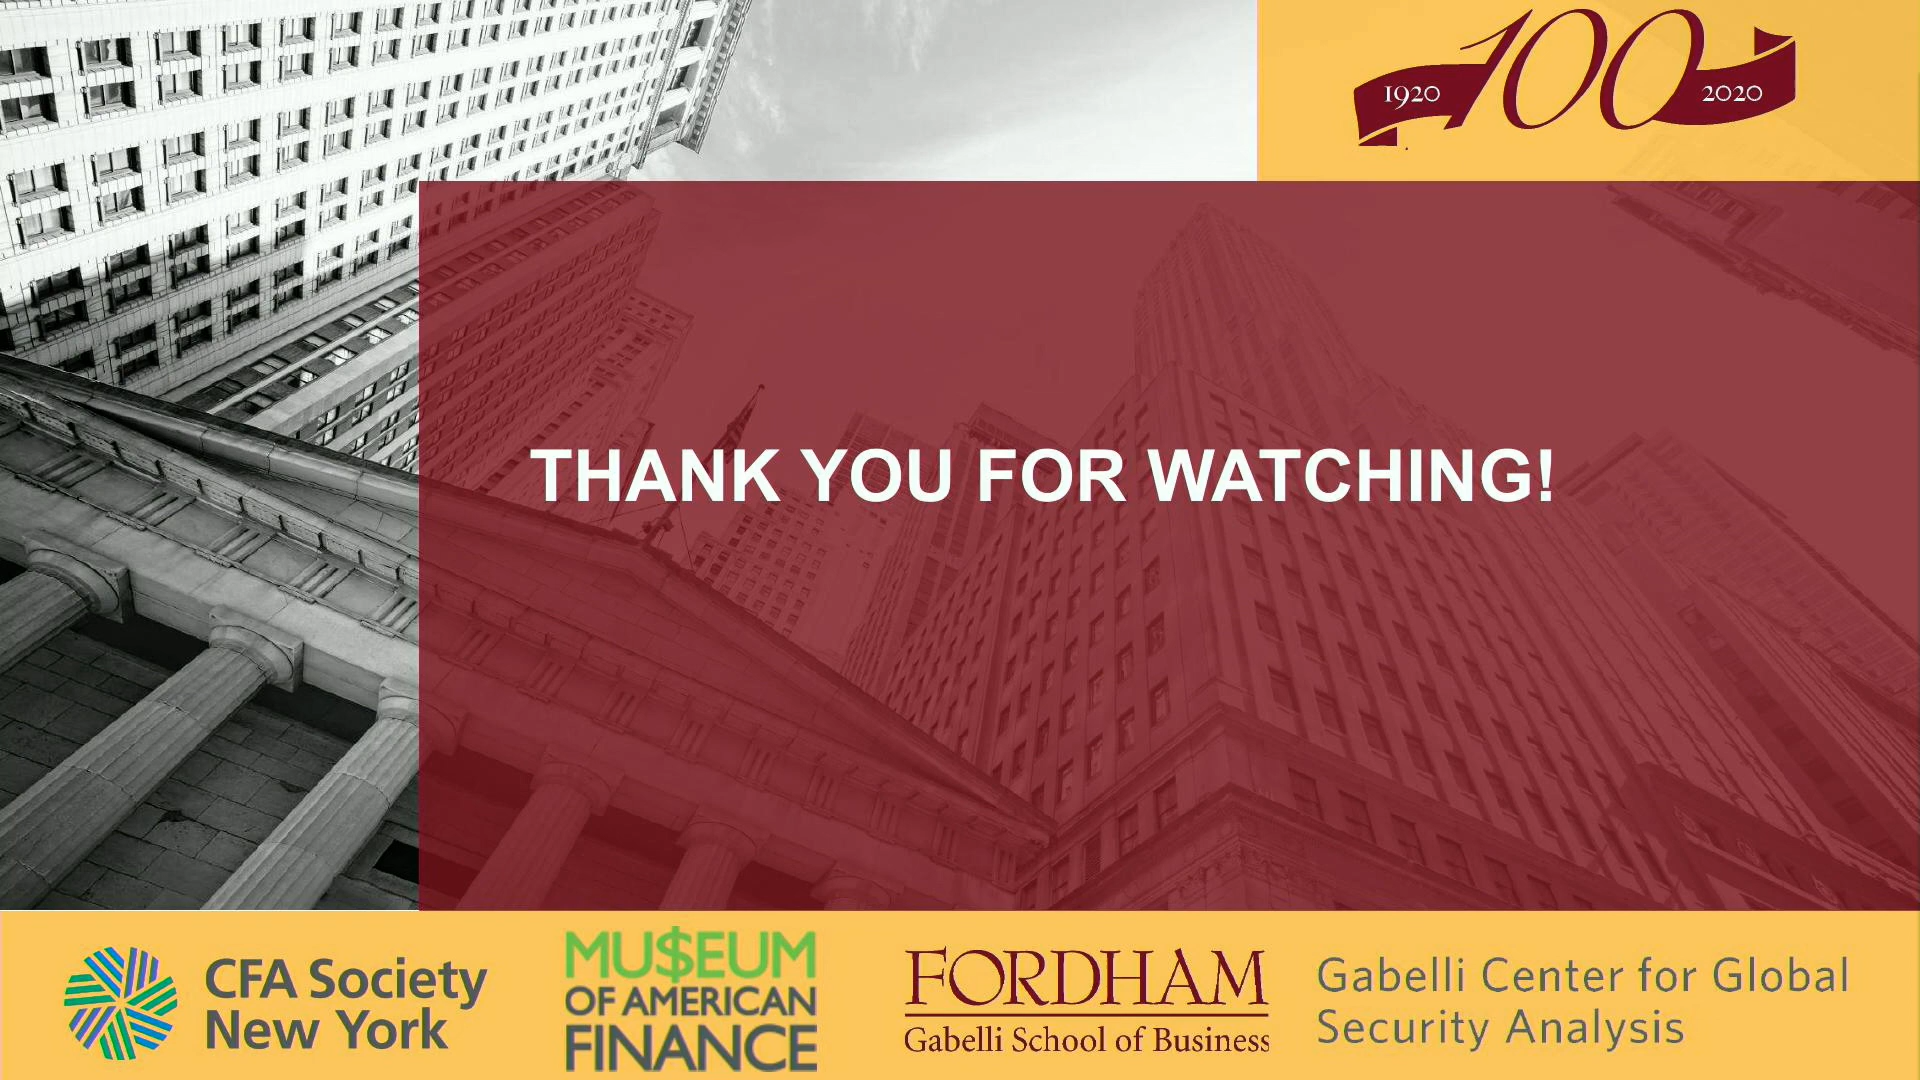 1920 100 2020
THANK YOU FOR WATCHING!
CFA Society
New York
MU$EUM
OF AMERICAN
FINANCE
FORDHAM
Gabelli School of Business
Gabelli Center for Global
Security Analysis